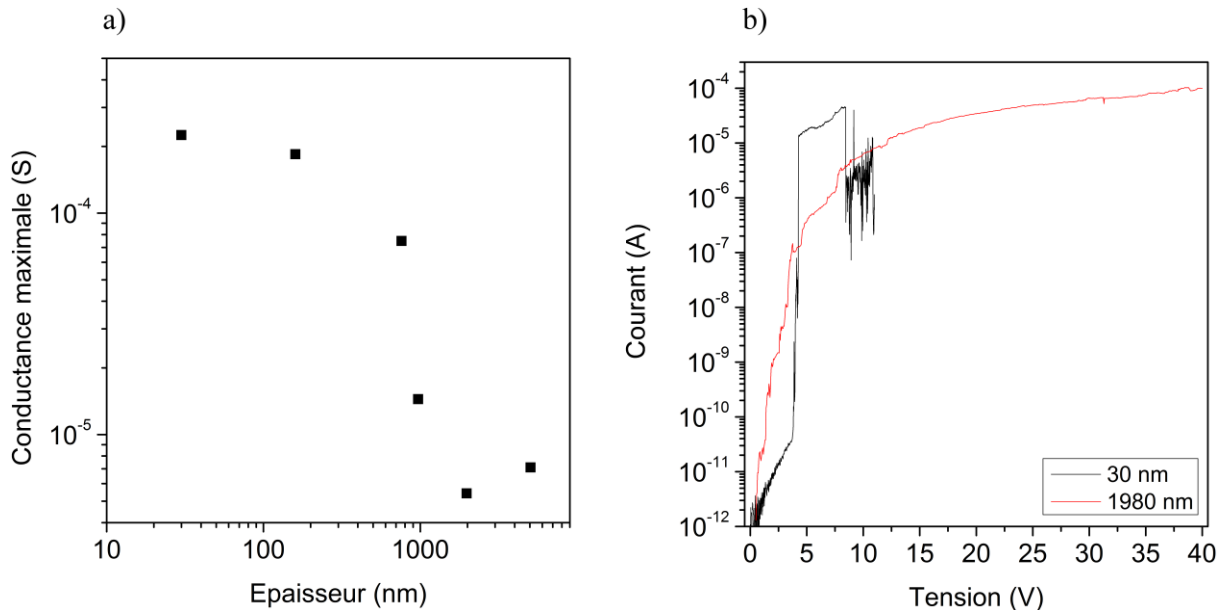 a)
Conductance maximale (S)
10⁻⁴
10⁻⁵
10
100
1000
Epaisseur (nm)
b)
Courant (A)
10⁻⁴
10⁻⁵
10⁻⁶
10⁻⁷
10⁻⁸
10⁻⁹
10⁻¹⁰
10⁻¹¹
10⁻¹²
0 5 10 15 20 25 30 35 40
Tension (V)
30 nm
1980 nm